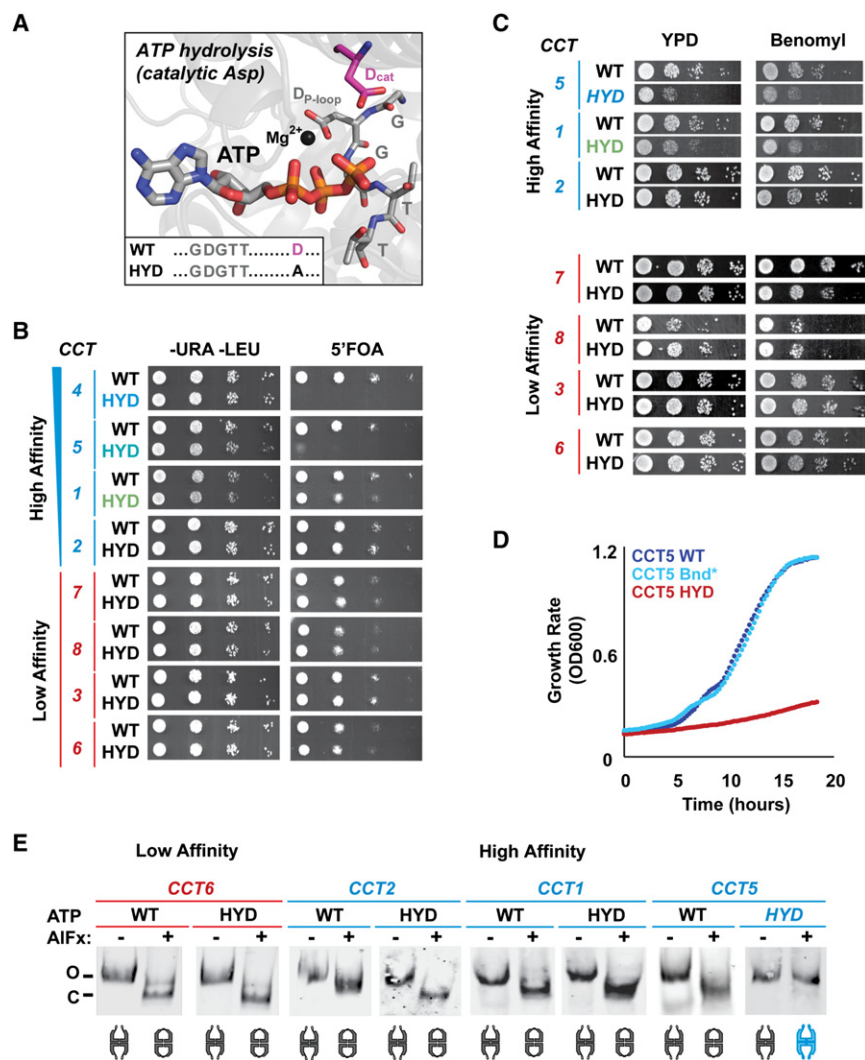 A
ATP hydrolysis
(catalytic Asp)
Dcat
DP-loop
G
Mg2+
ATP
G
T
T
WT ...GDGTT........D...
HYD ...GDGTT........A...
B
CCT -URA -LEU 5'FOA
High Affinity
4 WT
HYD
5 WT
HYD
1 WT
HYD
2 WT
HYD
Low Affinity
7 WT
HYD
8 WT
HYD
3 WT
HYD
6 WT
HYD
C
CCT YPD Benomyl
High Affinity
5 WT
HYD
1 WT
HYD
2 WT
HYD
Low Affinity
7 WT
HYD
8 WT
HYD
3 WT
HYD
6 WT
HYD
D
CCT5 WT
CCT5 Bnd*
CCT5 HYD
Growth Rate
(OD600)
1.2
0.6
0
0 5 10 15 20
Time (hours)
E
Low Affinity High Affinity
CCT6 CCT2 CCT1 CCT5
ATP WT HYD WT HYD WT HYD WT HYD
AlFx: - + - + - + - + - + - + - + - +
O
C